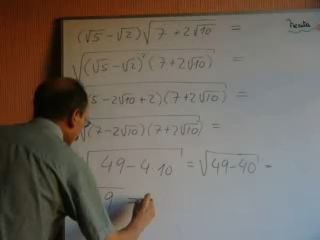 (√5 − √2) √(7 + 2√10) =
√((√5 − √2)² (7 + 2√10)) =
5 − 2√10 + 2) (7 + 2√10) =
√((7 − 2√10) (7 + 2√10)) =
√(49 − 4·10) = √(49 − 40) =
√9 =